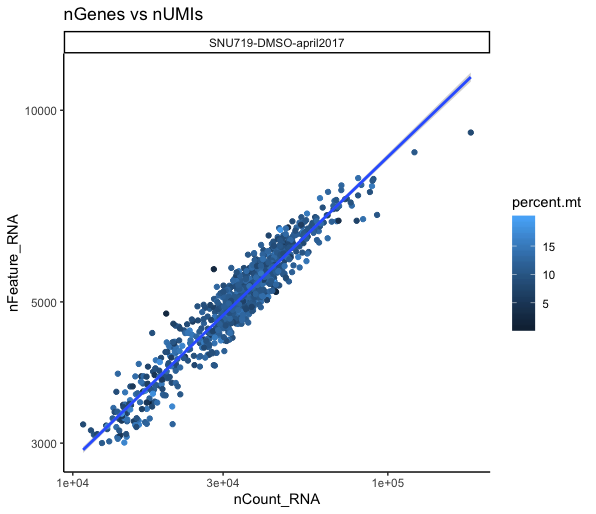 nGenes vs nUMIs
SNU719-DMSO-april2017
10000
5000
3000
nFeature_RNA
1e+04
3e+04
1e+05
nCount_RNA
percent.mt
15
10
5